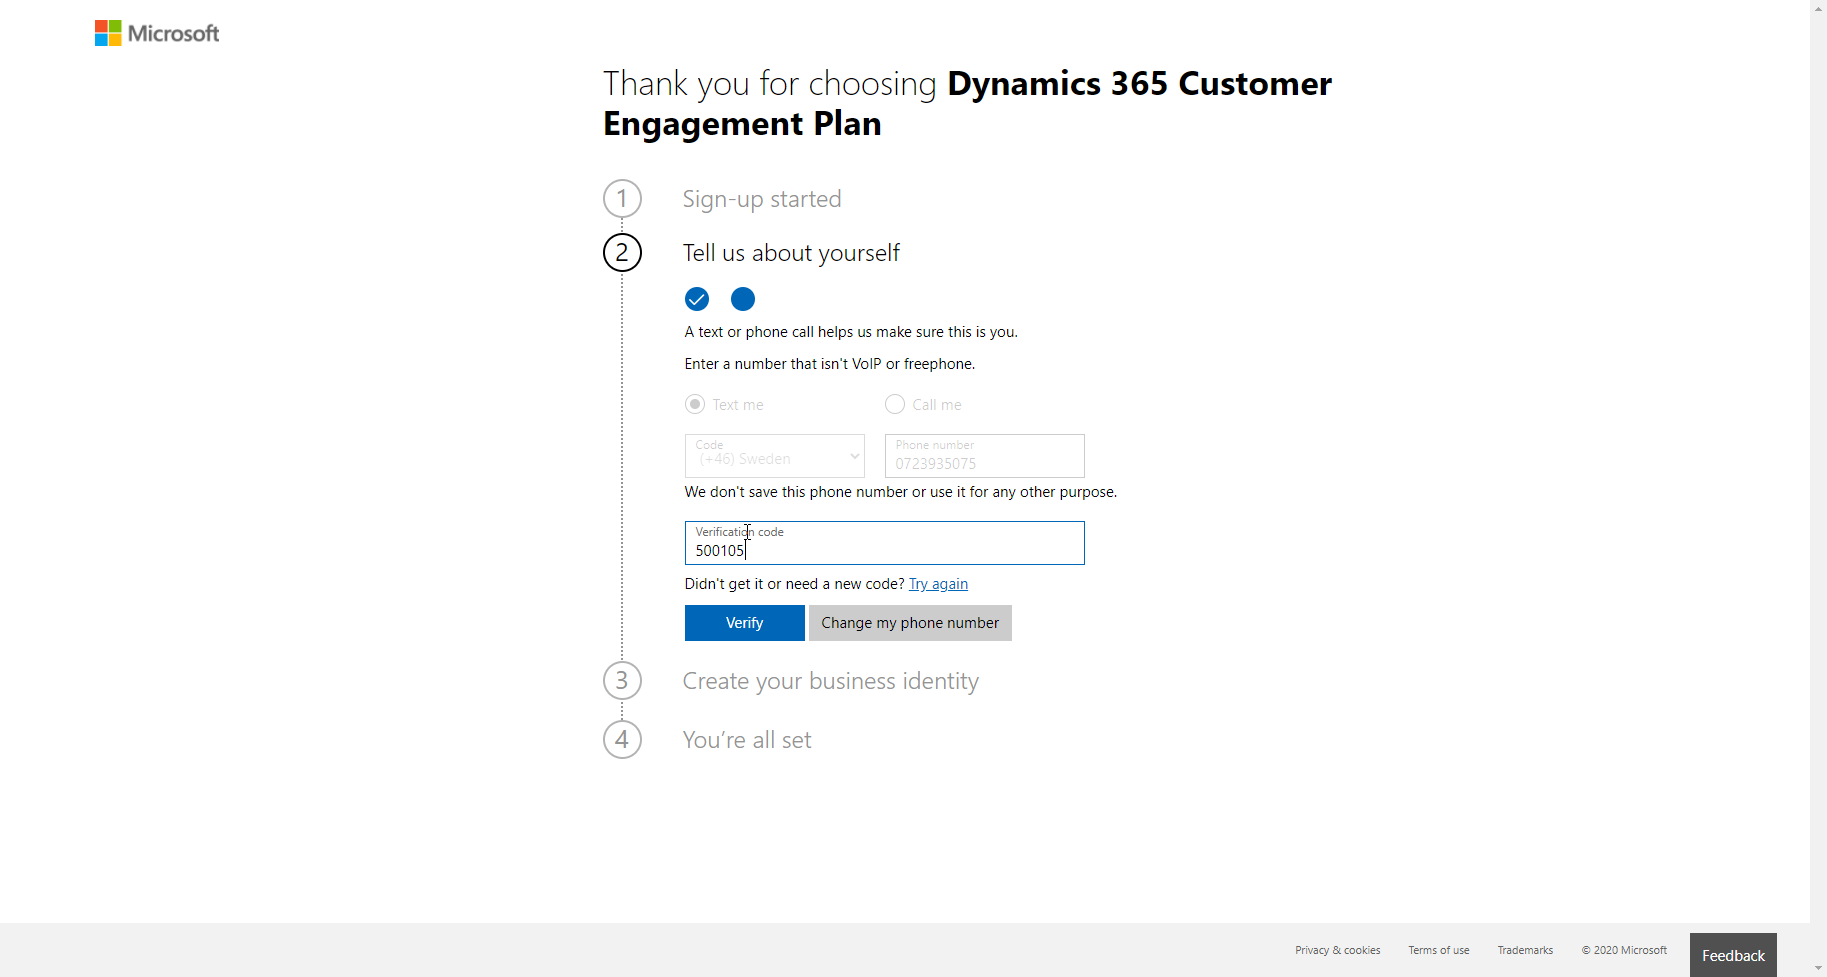 Microsoft
Thank you for choosing Dynamics 365 Customer
Engagement Plan
1 Sign-up started
2 Tell us about yourself
A text or phone call helps us make sure this is you.
Enter a number that isn't VoIP or freephone.
Text me Call me
Code Phone number
(+46) Sweden 0723935075
We don't save this phone number or use it for any other purpose.
Verification code
500105
Didn't get it or need a new code? Try again
Verify Change my phone number
3 Create your business identity
4 You’re all set
Privacy & cookies Terms of use Trademarks © 2020 Microsoft Feedback